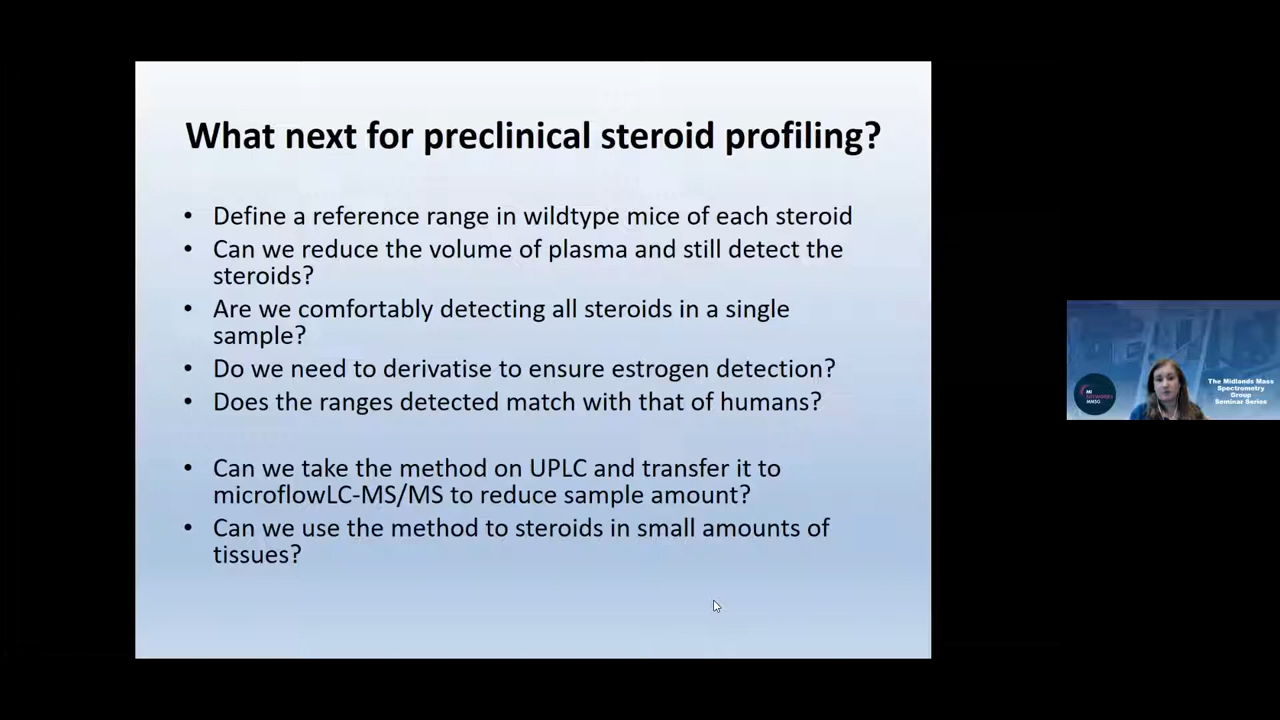 What next for preclinical steroid profiling?
• Define a reference range in wildtype mice of each steroid
• Can we reduce the volume of plasma and still detect the
steroids?
• Are we comfortably detecting all steroids in a single
sample?
• Do we need to derivatise to ensure estrogen detection?
• Does the ranges detected match with that of humans?
• Can we take the method on UPLC and transfer it to
microflowLC-MS/MS to reduce sample amount?
• Can we use the method to steroids in small amounts of
tissues?
The Midlands Mass
Spectrometry
Group
Seminar Series
MMSG